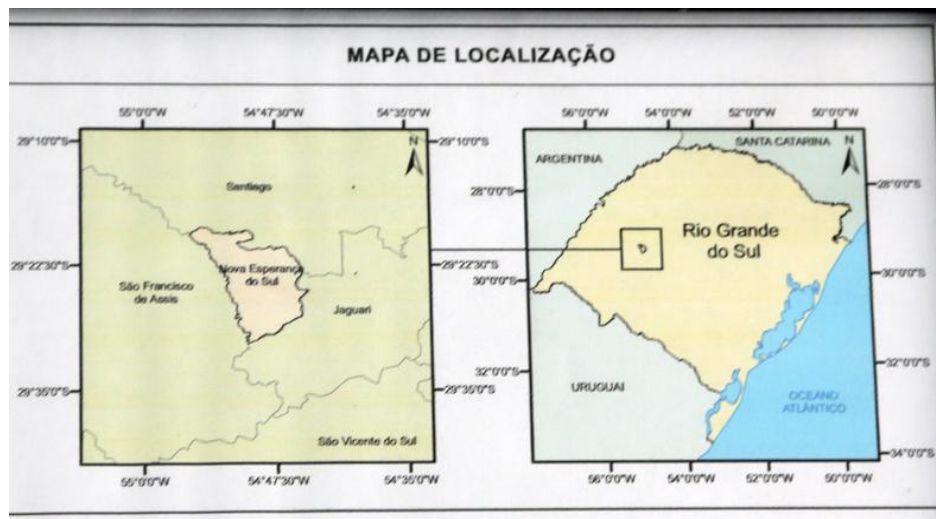 MAPA DE LOCALIZAÇÃO
55°0'0"W 54°47'30"W 54°35'0"W
29°10'0"S 29°10'0"S
N
Santiago
29°22'30"S 29°22'30"S
Nova Esperança
do Sul
São Francisco
de Assis
Jaguari
29°35'0"S 29°35'0"S
São Vicente do Sul
55°0'0"W 54°47'30"W 54°35'0"W
56°0'0"W 54°0'0"W 52°0'0"W 50°0'0"W
SANTA CATARINA
N
ARGENTINA
28°0'0"S 28°0'0"S
Rio Grande
do Sul
30°0'0"S 30°0'0"S
32°0'0"S 32°0'0"S
URUGUAI
OCEANO
ATLÂNTICO
34°0'0"S
56°0'0"W 54°0'0"W 52°0'0"W 50°0'0"W